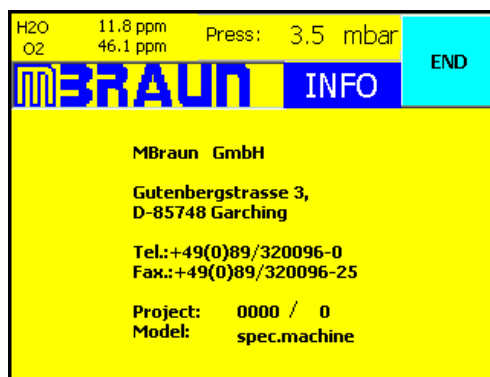 H2O 11.8 ppm Press: 3.5 mbar
O2 46.1 ppm
END
MBRAUN INFO
MBraun GmbH
Gutenbergstrasse 3,
D-85748 Garching
Tel.:+49(0)89/320096-0
Fax.:+49(0)89/320096-25
Project: 0000 / 0
Model: spec.machine